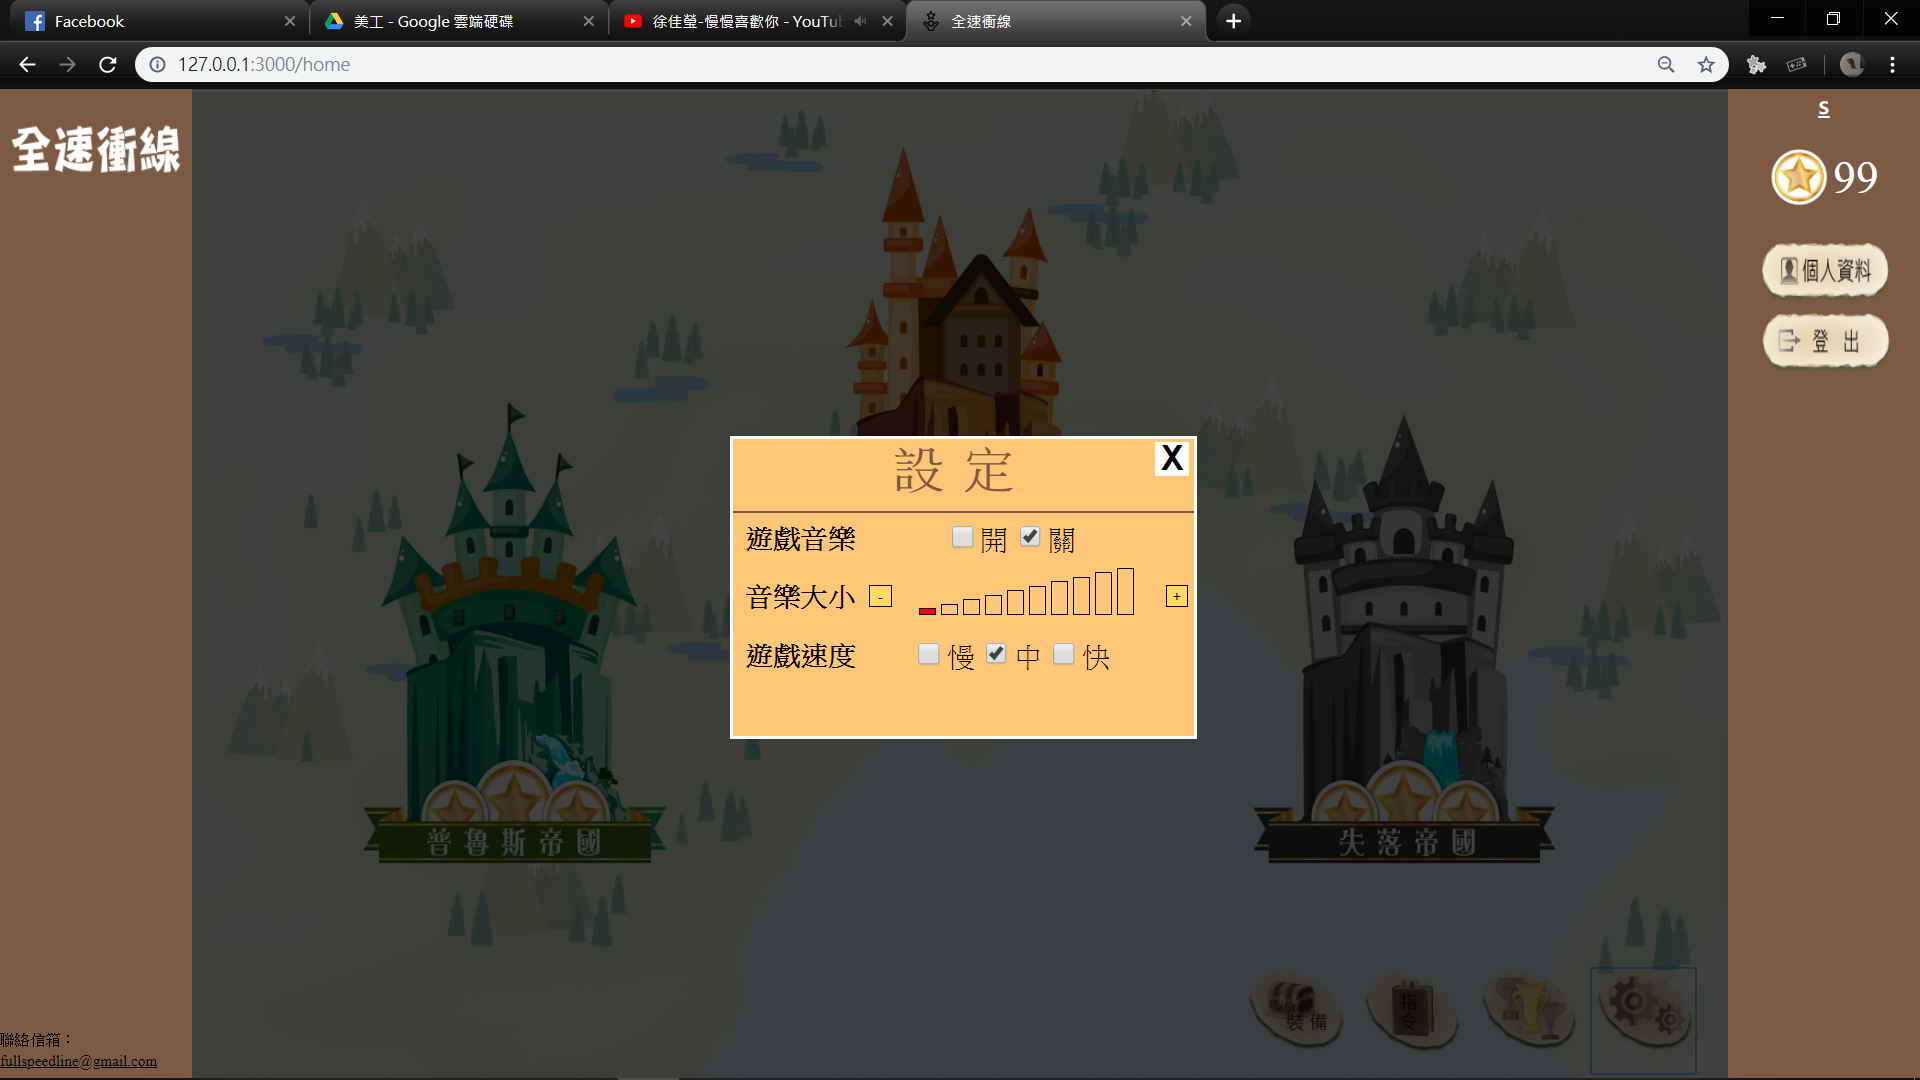 Facebook
美工 - Google 雲端硬碟
徐佳瑩-慢慢喜歡你 - YouTub
全速衝線
127.0.0.1:3000/home
全速衝線
S
99
個人資料
登 出
設 定
X
遊戲音樂 開 關
音樂大小 - +
遊戲速度 慢 中 快
普魯斯帝國
失落帝國
裝備
指令
聯絡信箱：
fullspeedline@gmail.com